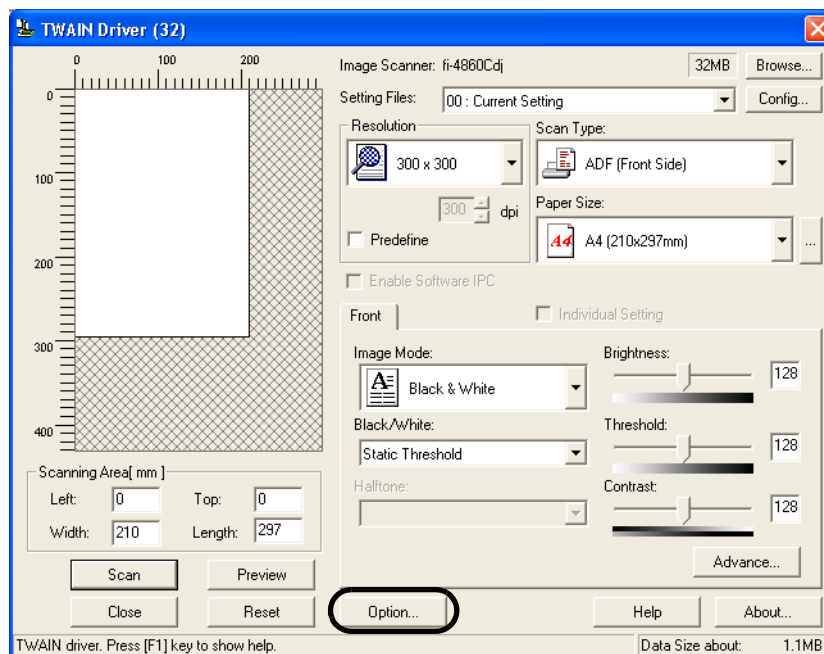 TWAIN Driver (32)
0 100 200
0
100
200
300
400
Image Scanner: fi-4860Cdj 32MB Browse...
Setting Files: 00 : Current Setting Config...
Resolution
300 x 300
300 dpi
Predefine
Scan Type:
ADF (Front Side)
Paper Size:
A4 A4 (210x297mm) ...
Enable Software IPC
Front Individual Setting
Image Mode:
A Black & White
Black/White:
Static Threshold
Halftone:
Brightness:
128
Threshold:
128
Contrast:
128
Advance...
Scanning Area[ mm ]
Left: 0 Top: 0
Width: 210 Length: 297
Scan Preview
Close Reset Option... Help About...
TWAIN driver. Press [F1] key to show help. Data Size about: 1.1MB